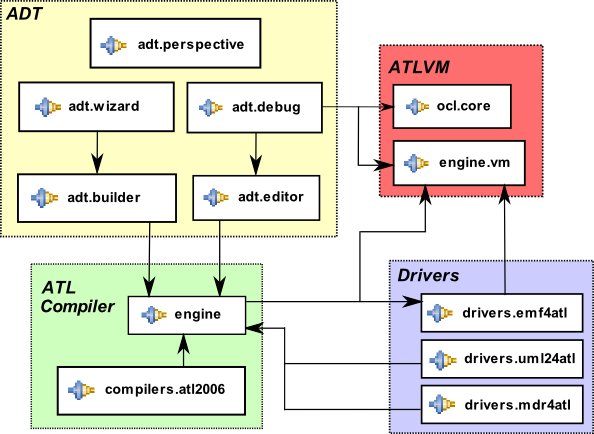 ADT
adt.perspective
adt.wizard
adt.debug
adt.builder
adt.editor
ATLVM
ocl.core
engine.vm
ATL
Compiler
engine
compilers.atl2006
Drivers
drivers.emf4atl
drivers.uml24atl
drivers.mdr4atl